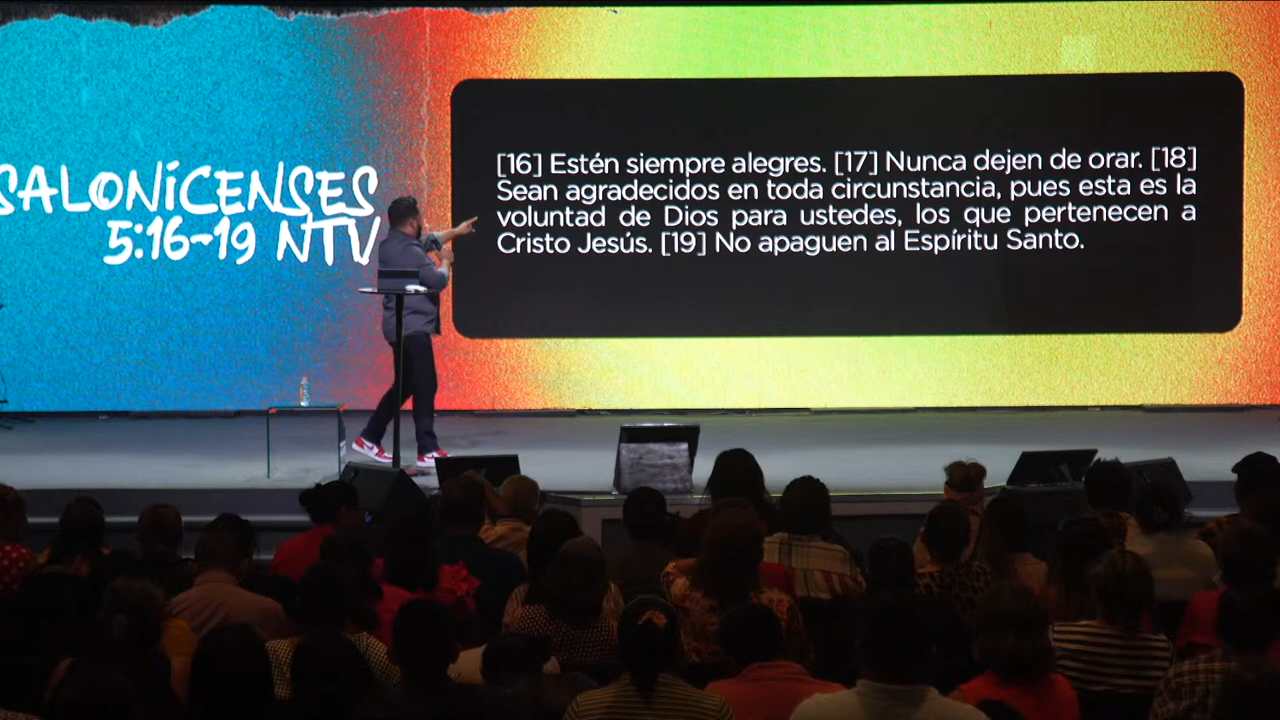 SALONíCENSES
5:16-19 NTV
[16] Estén siempre alegres. [17] Nunca dejen de orar. [18]
Sean agradecidos en toda circunstancia, pues esta es la
voluntad de Dios para ustedes, los que pertenecen a
Cristo Jesús. [19] No apaguen al Espíritu Santo.